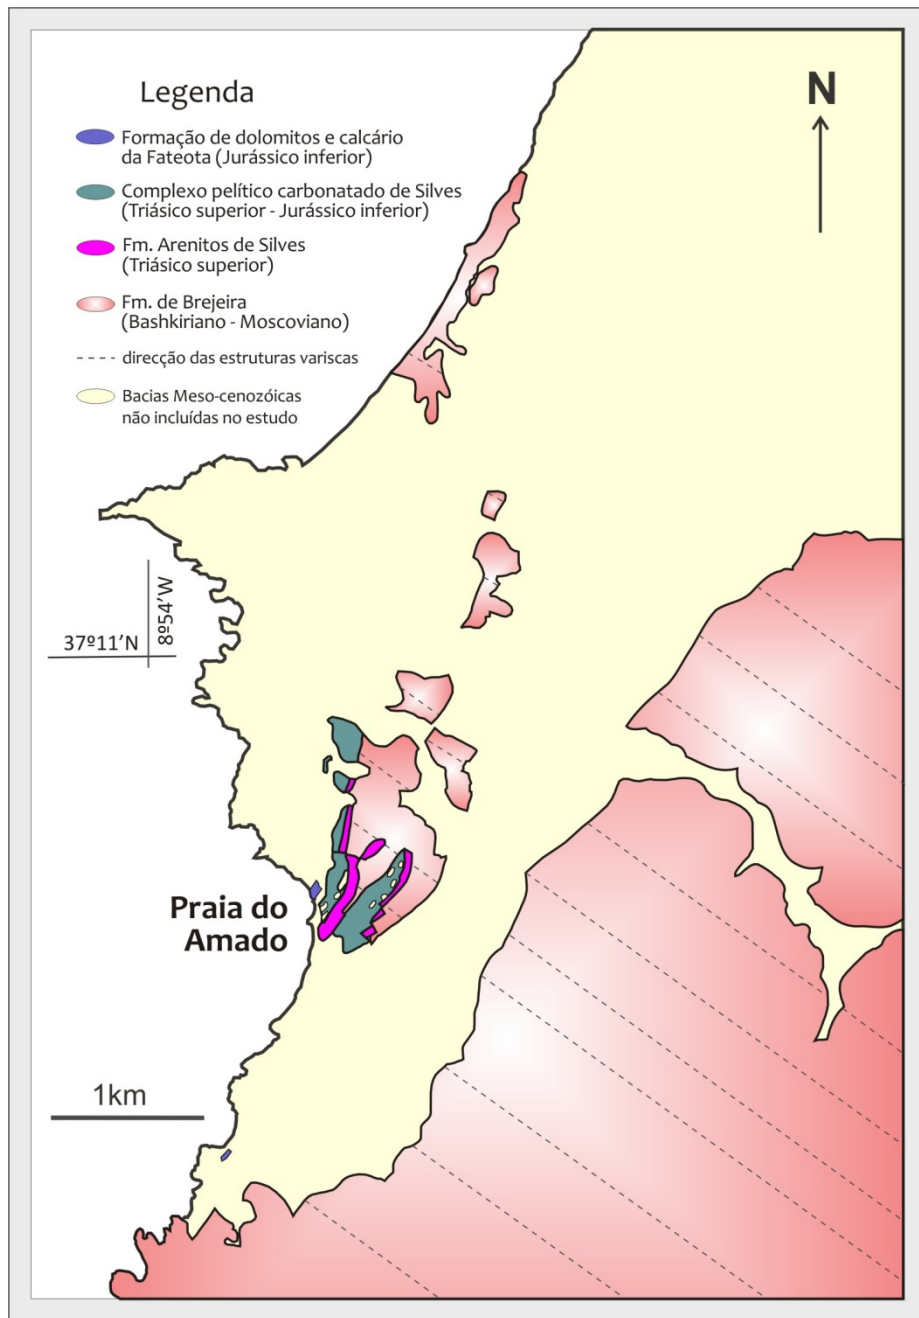 Legenda
N
Formação de dolomitos e calcário
da Fateota (Jurássico inferior)
Complexo pelítico carbonatado de Silves
(Triásico superior - Jurássico inferior)
Fm. Arenitos de Silves
(Triásico superior)
Fm. de Brejeira
(Bashkiriano - Moscoviano)
direcção das estruturas variscas
Bacias Meso-cenozóicas
não incluídas no estudo
8º54'W
37º11'N
Praia do
Amado
1km